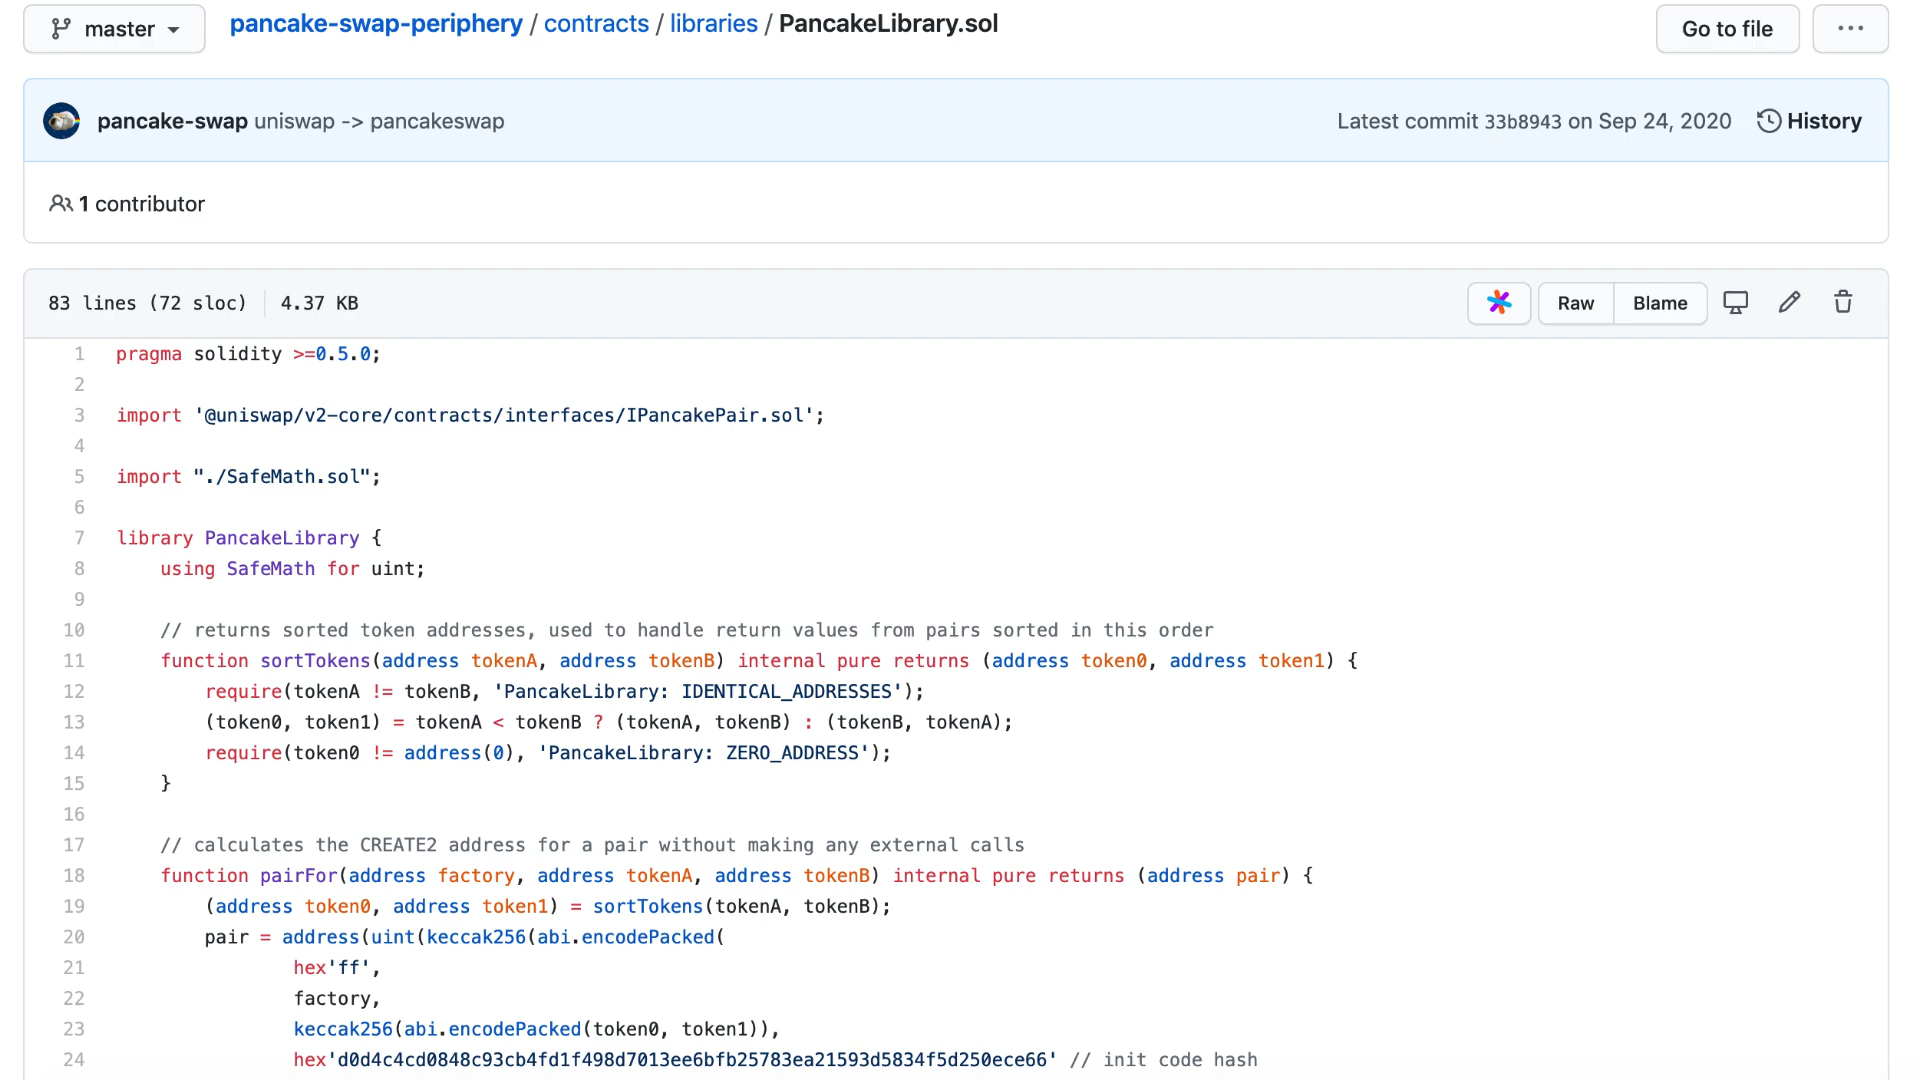 master
pancake-swap-periphery / contracts / libraries / PancakeLibrary.sol
Go to file
...
pancake-swap uniswap -> pancakeswap
Latest commit 33b8943 on Sep 24, 2020
History
1 contributor
83 lines (72 sloc)
4.37 KB
Raw
Blame
1 pragma solidity >=0.5.0;
2
3 import '@uniswap/v2-core/contracts/interfaces/IPancakePair.sol';
4
5 import "./SafeMath.sol";
6
7 library PancakeLibrary {
8     using SafeMath for uint;
9
10     // returns sorted token addresses, used to handle return values from pairs sorted in this order
11     function sortTokens(address tokenA, address tokenB) internal pure returns (address token0, address token1) {
12         require(tokenA != tokenB, 'PancakeLibrary: IDENTICAL_ADDRESSES');
13         (token0, token1) = tokenA < tokenB ? (tokenA, tokenB) : (tokenB, tokenA);
14         require(token0 != address(0), 'PancakeLibrary: ZERO_ADDRESS');
15     }
16
17     // calculates the CREATE2 address for a pair without making any external calls
18     function pairFor(address factory, address tokenA, address tokenB) internal pure returns (address pair) {
19         (address token0, address token1) = sortTokens(tokenA, tokenB);
20         pair = address(uint(keccak256(abi.encodePacked(
21                 hex'ff',
22                 factory,
23                 keccak256(abi.encodePacked(token0, token1)),
24                 hex'd0d4c4cd0848c93cb4fd1f498d7013ee6bfb25783ea21593d5834f5d250ece66' // init code hash